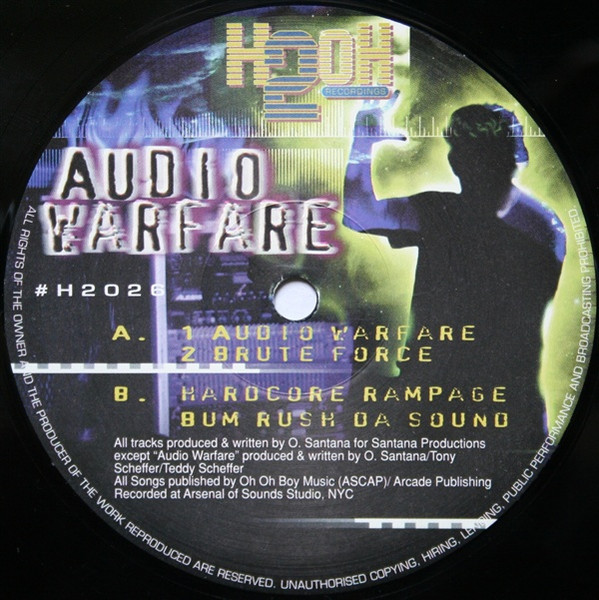 H2OH
RECORDINGS
AUDIO
WARFARE
#H2026
A. 1 AUDIO WARFARE
2 BRUTE FORCE
B. HARDCORE RAMPAGE
BUM RUSH DA SOUND
All tracks produced & written by O. Santana for Santana Productions
except "Audio Warfare" produced & written by O. Santana/Tony
Scheffer/Teddy Scheffer
All Songs published by Oh Oh Boy Music (ASCAP)/ Arcade Publishing
Recorded at Arsenal of Sounds Studio, NYC
ALL RIGHTS OF THE OWNER AND THE PRODUCER OF THE WORK REPRODUCED ARE RESERVED. UNAUTHORISED COPYING, HIRING, LENDING, PUBLIC PERFORMANCE AND BROADCASTING PROHIBITED.